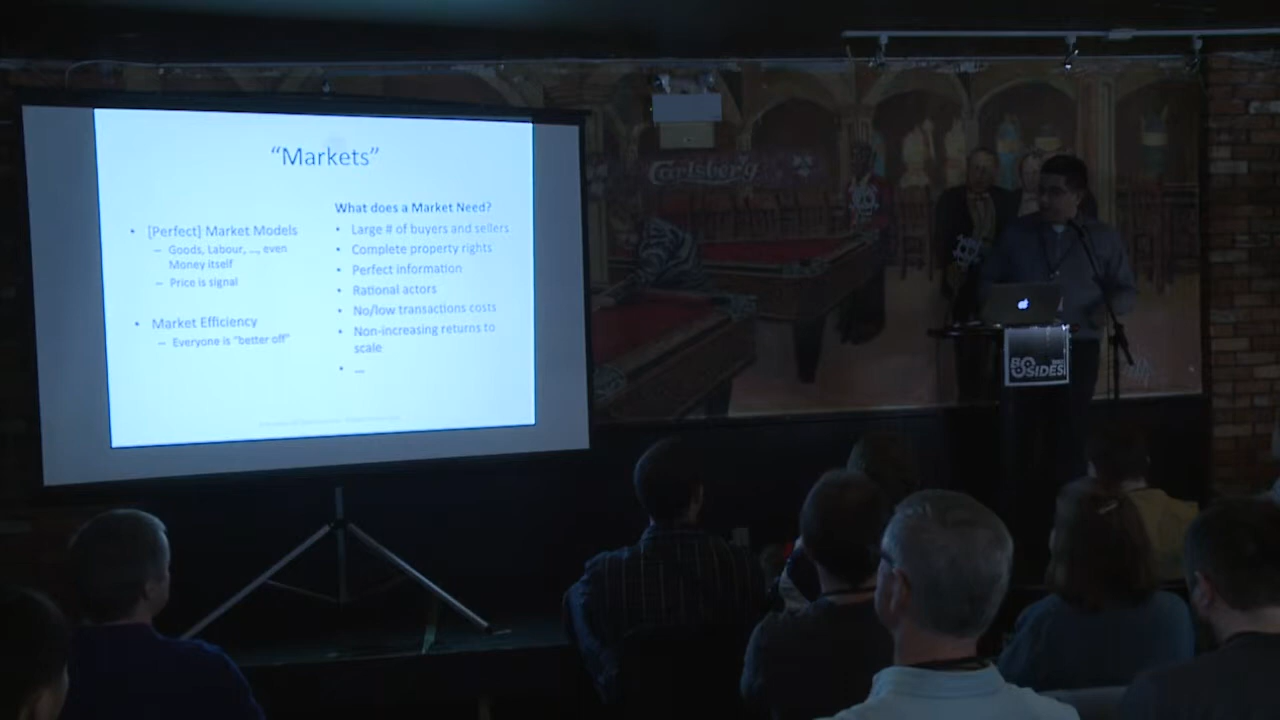 “Markets”
• [Perfect] Market Models
– Goods, Labour, ..., even
Money itself
– Price is signal
• Market Efficiency
– Everyone is “better off”
What does a Market Need?
• Large # of buyers and sellers
• Complete property rights
• Perfect information
• Rational actors
• No/low transactions costs
• Non-increasing returns to
scale
• ...
Carlsberg
BSIDES